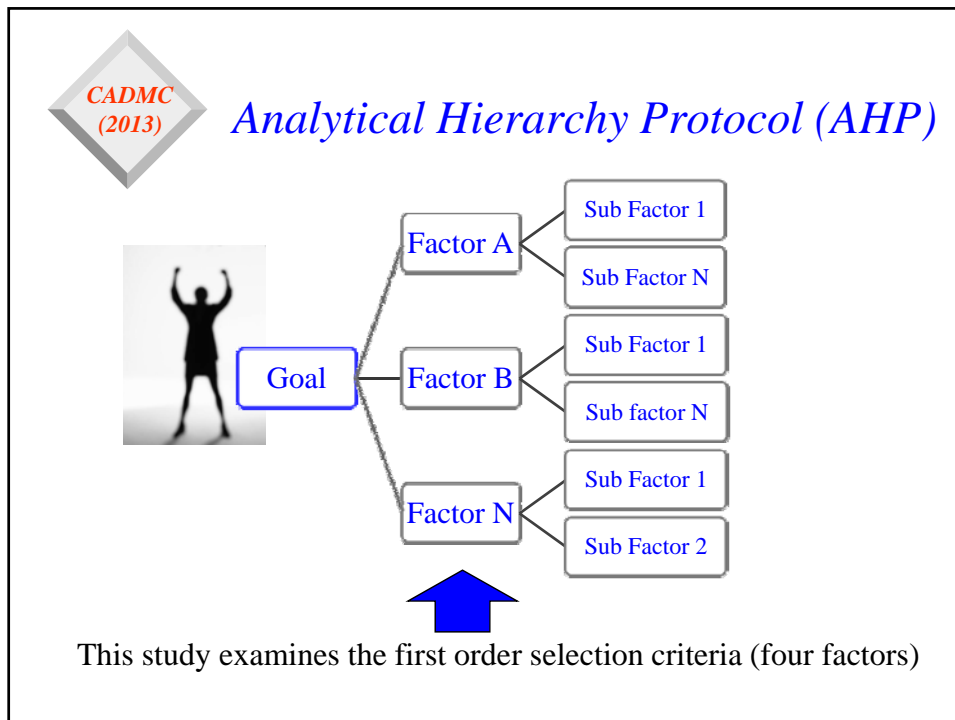 CADMC
(2013)
Analytical Hierarchy Protocol (AHP)
Goal
Factor A
Sub Factor 1
Sub Factor N
Factor B
Sub Factor 1
Sub factor N
Factor N
Sub Factor 1
Sub Factor 2
This study examines the first order selection criteria (four factors)